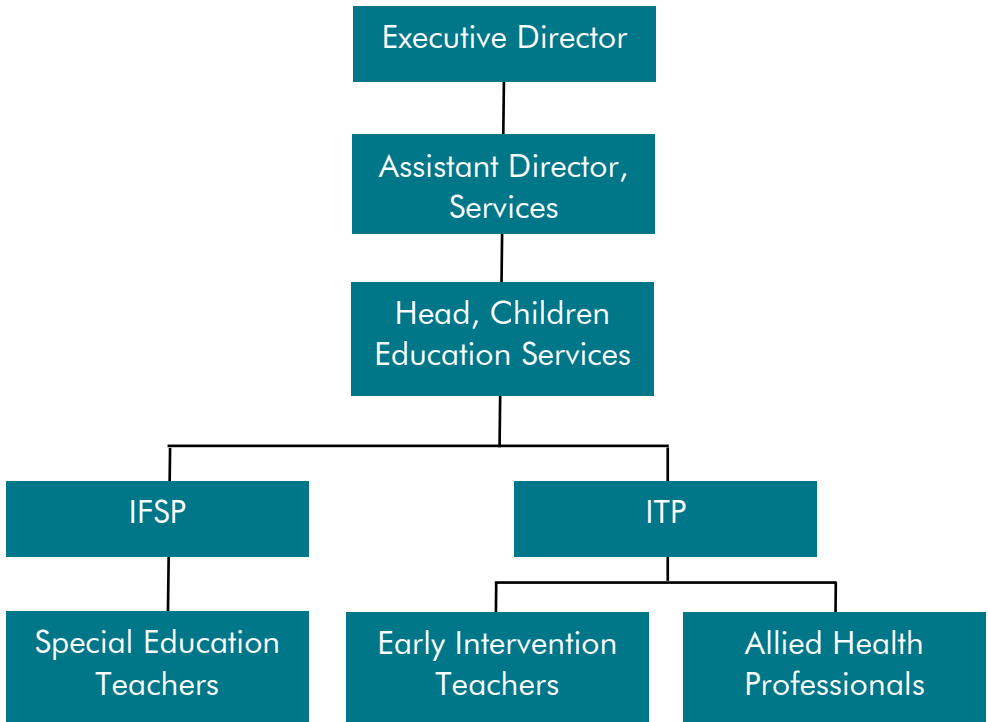 Executive Director
Assistant Director,
Services
Head, Children
Education Services
IFSP
ITP
Special Education
Teachers
Early Intervention
Teachers
Allied Health
Professionals